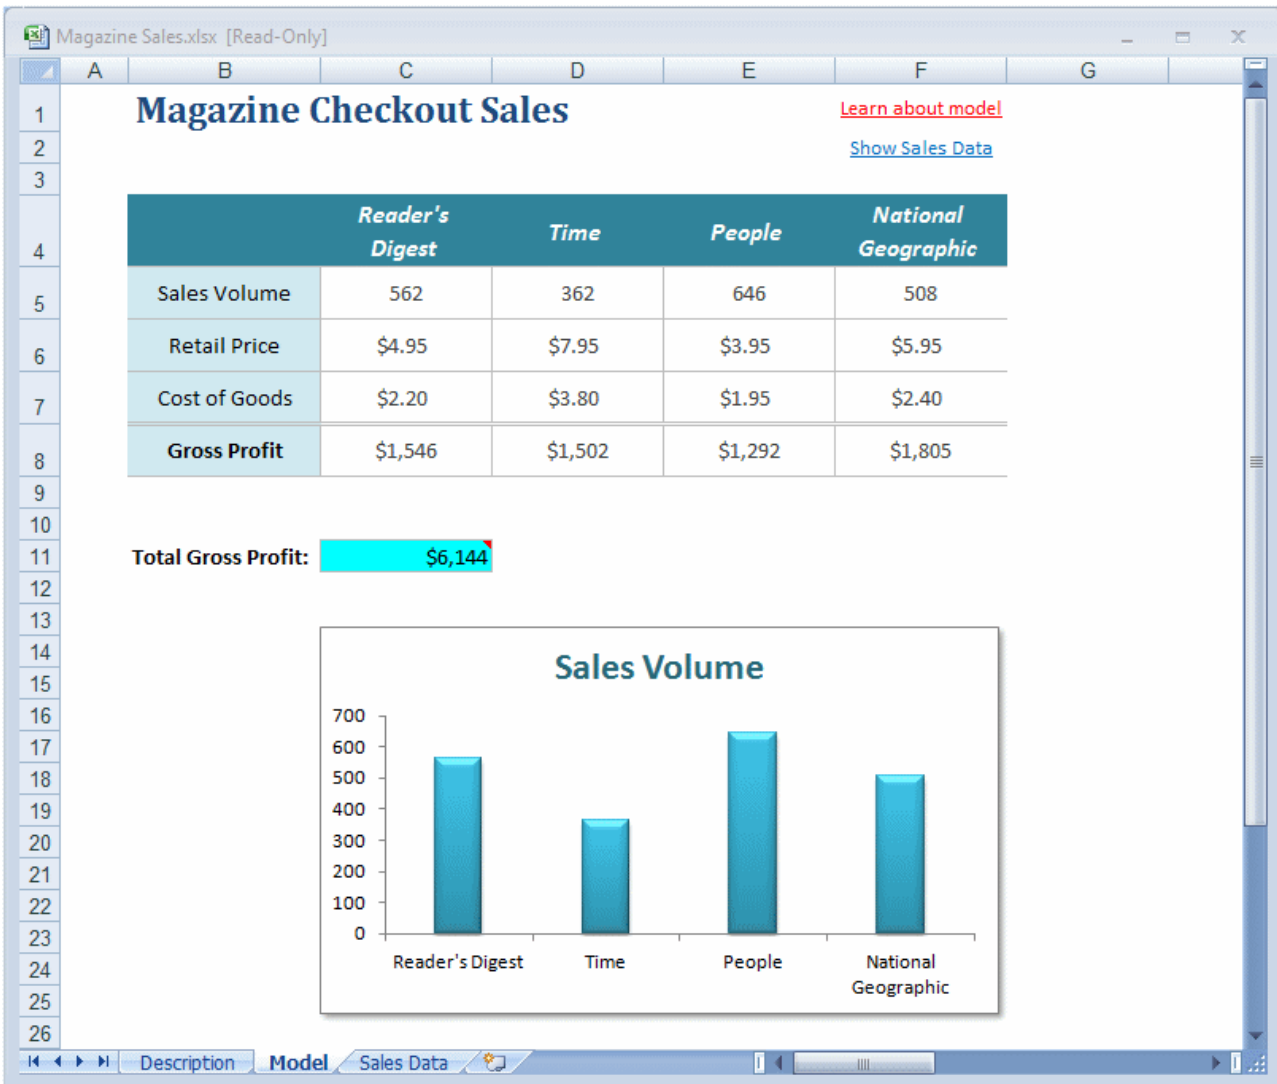 Magazine Sales.xlsx [Read-Only]
A B C D E F G
1 Magazine Checkout Sales Learn about model
2 Show Sales Data
3
Reader's National
4 Time People
Digest Geographic
5 Sales Volume 562 362 646 508
6 Retail Price $4.95 $7.95 $3.95 $5.95
7 Cost of Goods $2.20 $3.80 $1.95 $2.40
8 Gross Profit $1,546 $1,502 $1,292 $1,805
9
10
11 Total Gross Profit: $6,144
12
13
14 Sales Volume
15
16 700
17 600
18 500
19 400
20 300
21 200
22 100
23 0
24 Reader's Digest Time People National
25 Geographic
26
Description Model Sales Data